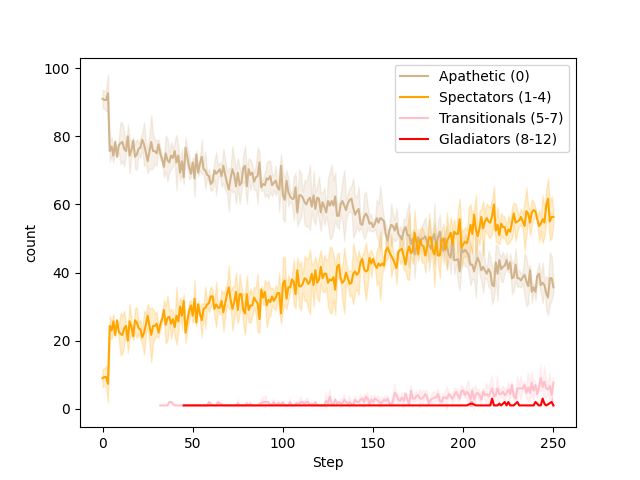 Apathetic (0)
Spectators (1-4)
Transitionals (5-7)
Gladiators (8-12)
100
80
60
40
20
0
count
0 50 100 150 200 250
Step